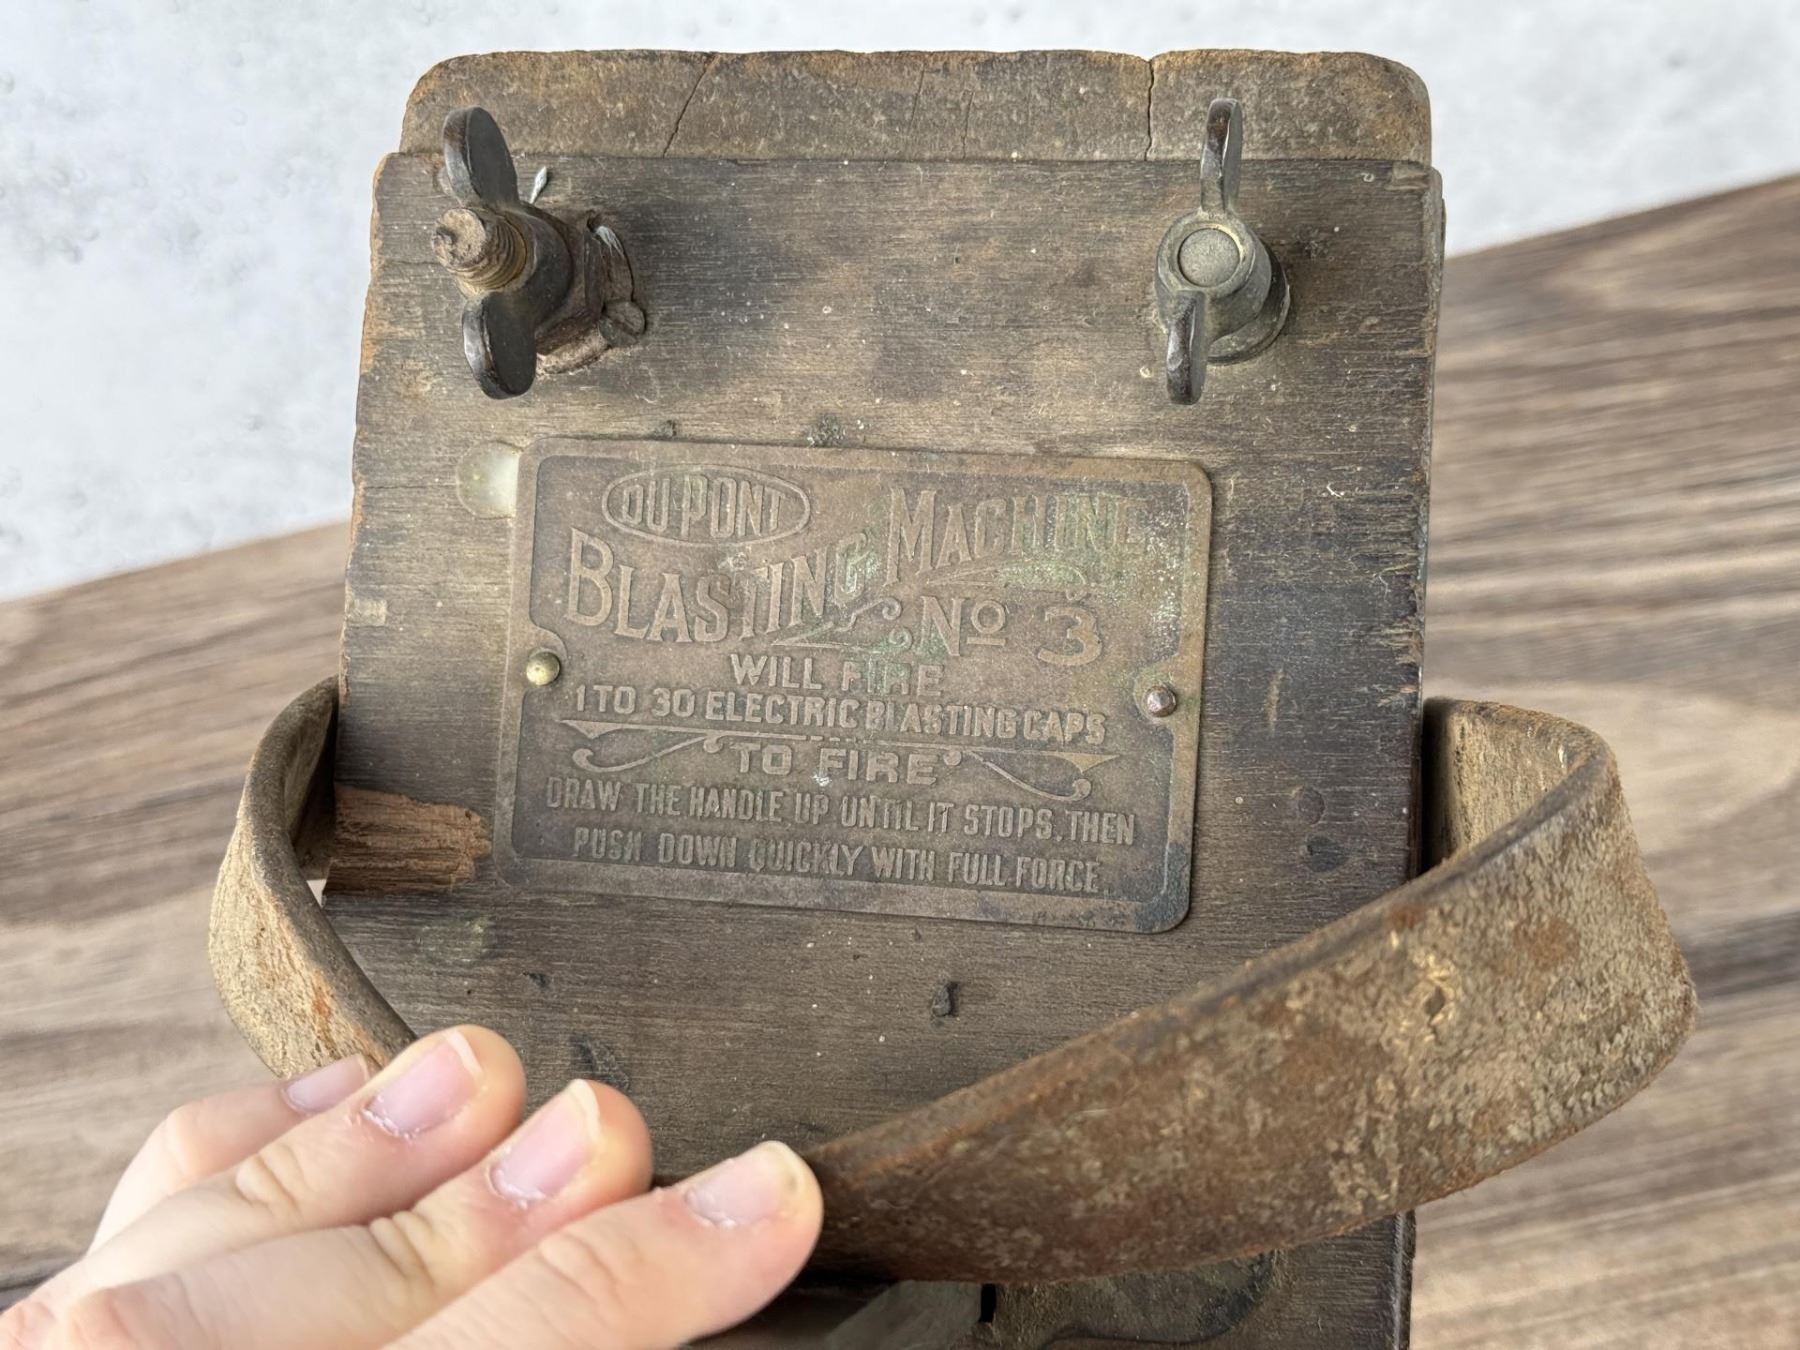 DU PONT
BLASTING MACHINE
No 3
WILL FIRE
1 TO 30 ELECTRIC BLASTING CAPS
TO FIRE
DRAW THE HANDLE UP UNTIL IT STOPS, THEN
PUSH DOWN QUICKLY WITH FULL FORCE.